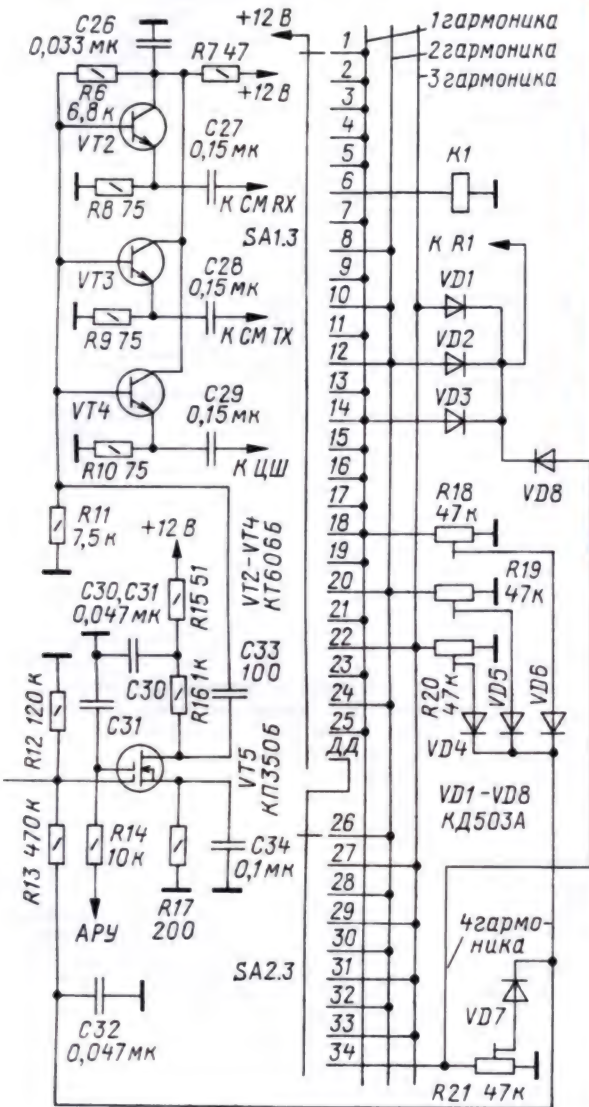 C26
0,033 мк
+12 В
R7 47
+12 В
R6
6,8 к
VT2
C27
0,15 мк
R8 75
К СМ RX
SA1.3
VT3
C28
0,15 мк
R9 75
К СМ TX
VT4
C29
0,15 мк
R10 75
К ЦШ
R11
7,5 к
+12 В
R15 51
VT2-VT4
КТ606Б
C30, C31
0,047 мк
C30
R16 1к
C33
100
R12 120 к
C31
VT5
КП350Б
R13 470 к
R14
10 к
АРУ
R17
200
C34
0,1 мк
SA2.3
C32
0,047 мк
1 гармоника
2 гармоника
3 гармоника
1
2
3
4
5
6
7
8
9
10
11
12
13
14
15
16
17
18
19
20
21
22
23
24
25
ДД
26
27
28
29
30
31
32
33
34
К1
К R1
VD1
VD2
VD3
VD8
R18
47к
R19
47к
R20
47к
VD5
VD6
VD4
VD1-VD8
КД503А
4 гармо-
ника
VD7
R21 47к